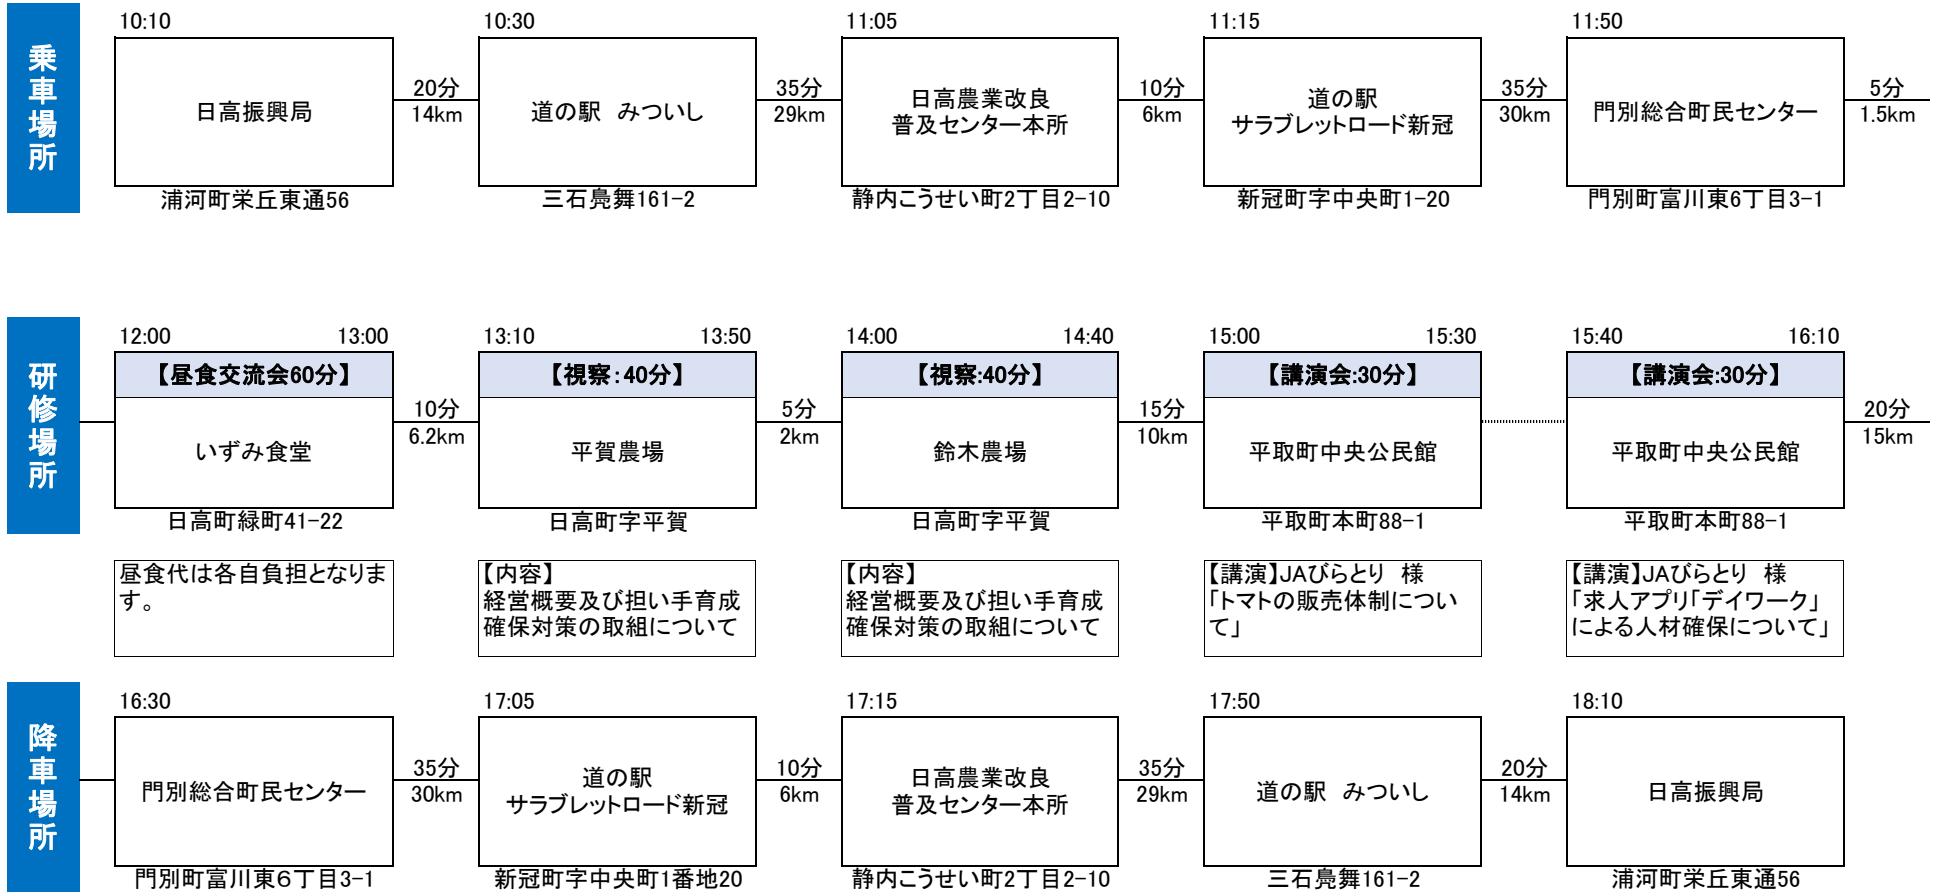 乗車場所
10:10
日高振興局
浦河町栄丘東通56
20分
14km
10:30
道の駅　みついし
三石鳧舞161-2
35分
29km
11:05
日高農業改良
普及センター本所
静内こうせい町2丁目2-10
10分
6km
11:15
道の駅
サラブレットロード新冠
新冠町字中央町1-20
35分
30km
11:50
門別総合町民センター
門別町富川東6丁目3-1
5分
1.5km
研修場所
12:00　13:00
【昼食交流会60分】
いずみ食堂
日高町緑町41-22
昼食代は各自負担となりま
す。
10分
6.2km
13:10　13:50
【視察：40分】
平賀農場
日高町字平賀
【内容】
経営概要及び担い手育成
確保対策の取組について
5分
2km
14:00　14:40
【視察:40分】
鈴木農場
日高町字平賀
【内容】
経営概要及び担い手育成
確保対策の取組について
15分
10km
15:00　15:30
【講演会:30分】
平取町中央公民館
平取町本町88-1
【講演】JAびらとり　様
「トマトの販売体制につい
て」
15:40　16:10
【講演会:30分】
平取町中央公民館
平取町本町88-1
【講演】JAびらとり　様
「求人アプリ「デイワーク」
による人材確保について」
20分
15km
降車場所
16:30
門別総合町民センター
門別町富川東６丁目3-1
35分
30km
17:05
道の駅
サラブレットロード新冠
新冠町字中央町1番地20
10分
6km
17:15
日高農業改良
普及センター本所
静内こうせい町2丁目2-10
35分
29km
17:50
道の駅　みついし
三石鳧舞161-2
20分
14km
18:10
日高振興局
浦河町栄丘東通56